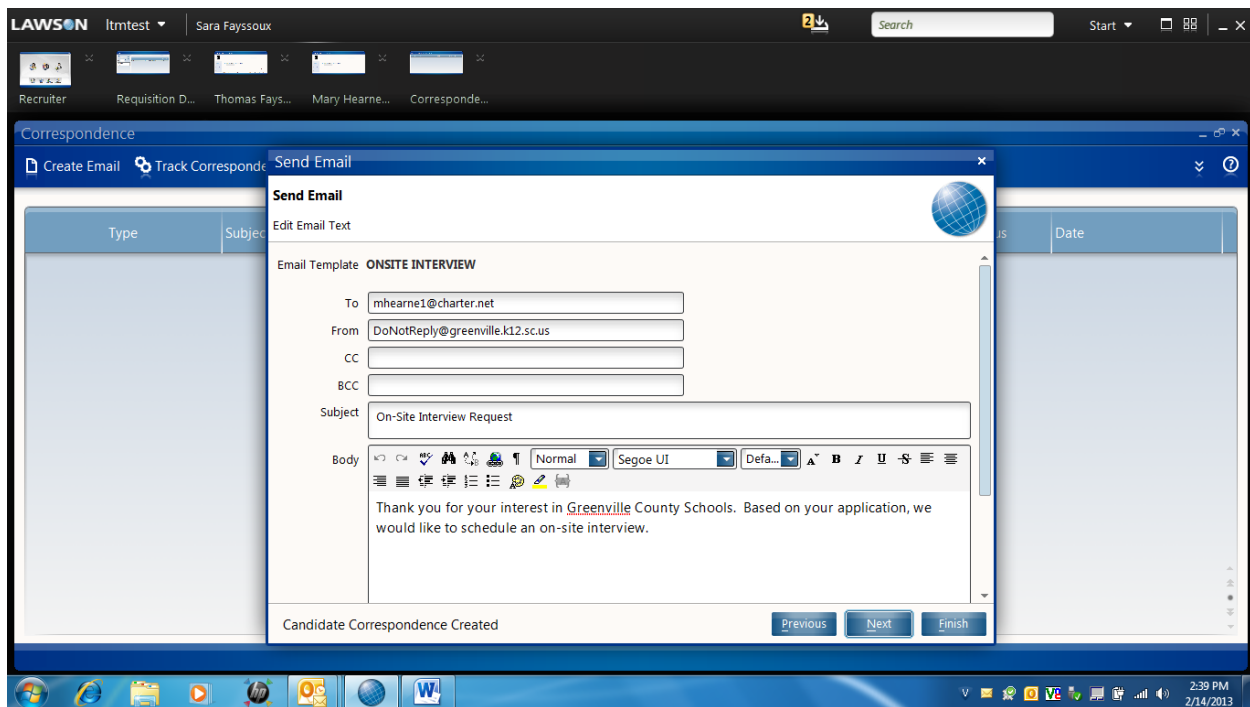 LAWSON ltmtest Sara Fayssoux 2 Search Start
Recruiter Requisition D... Thomas Fays... Mary Hearne... Corresponde...
Correspondence
Create Email Track Corresponde
Type Subjec us Date
Send Email
Send Email
Edit Email Text
Email Template ONSITE INTERVIEW
To mhearne1@charter.net
From DoNotReply@greenville.k12.sc.us
CC
BCC
Subject On-Site Interview Request
Body Normal Segoe UI Defa... A B I U S
Thank you for your interest in Greenville County Schools. Based on your application, we
would like to schedule an on-site interview.
Candidate Correspondence Created Previous Next Finish
2:39 PM
2/14/2013